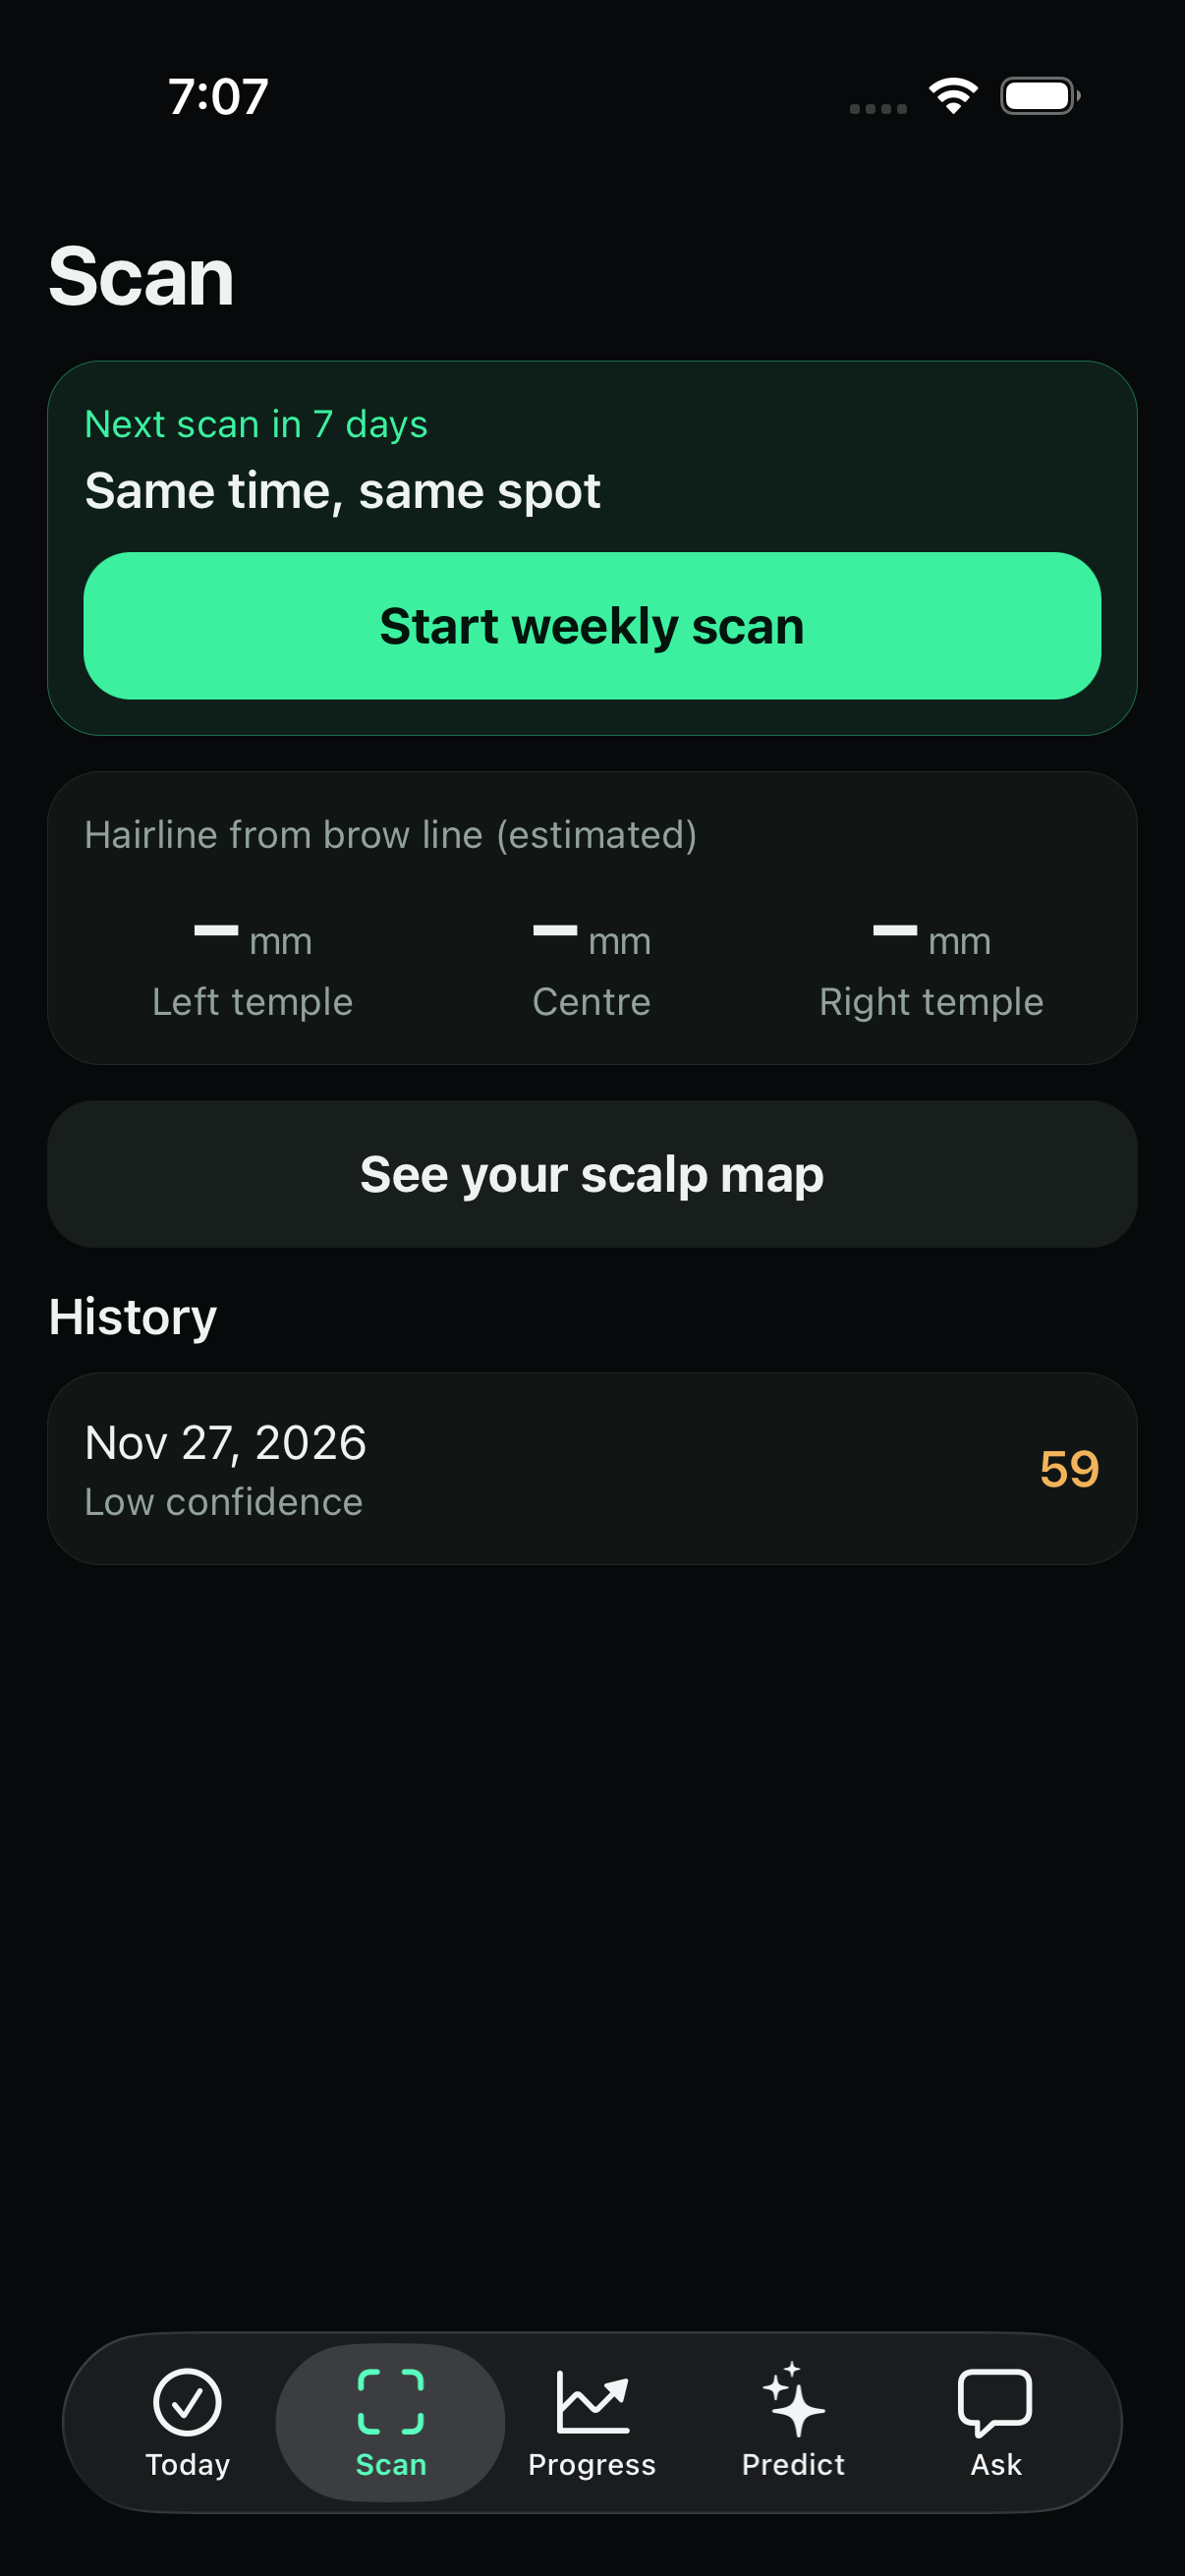 7:07
Scan
Next scan in 7 days
Same time, same spot
Start weekly scan
Hairline from brow line (estimated)
– mm – mm – mm
Left temple Centre Right temple
See your scalp map
History
Nov 27, 2026
Low confidence
59
Today Scan Progress Predict Ask